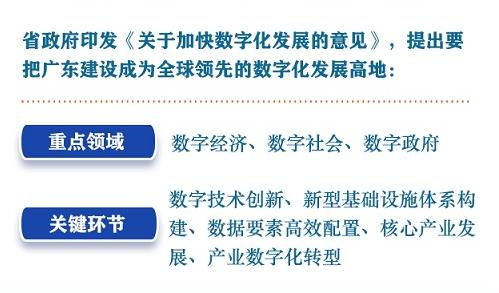 省政府印发《关于加快数字化发展的意见》，提出要
把广东建设成为全球领先的数字化发展高地：
重点领域
数字经济、数字社会、数字政府
关键环节
数字技术创新、新型基础设施体系构
建、数据要素高效配置、核心产业发
展、产业数字化转型